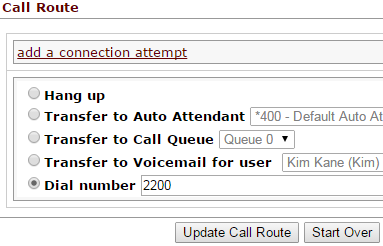 Call Route
add a connection attempt
Hang up
Transfer to Auto Attendant *400 - Default Auto At
Transfer to Call Queue Queue 0
Transfer to Voicemail for user Kim Kane (Kim)
Dial number 2200
Update Call Route Start Over